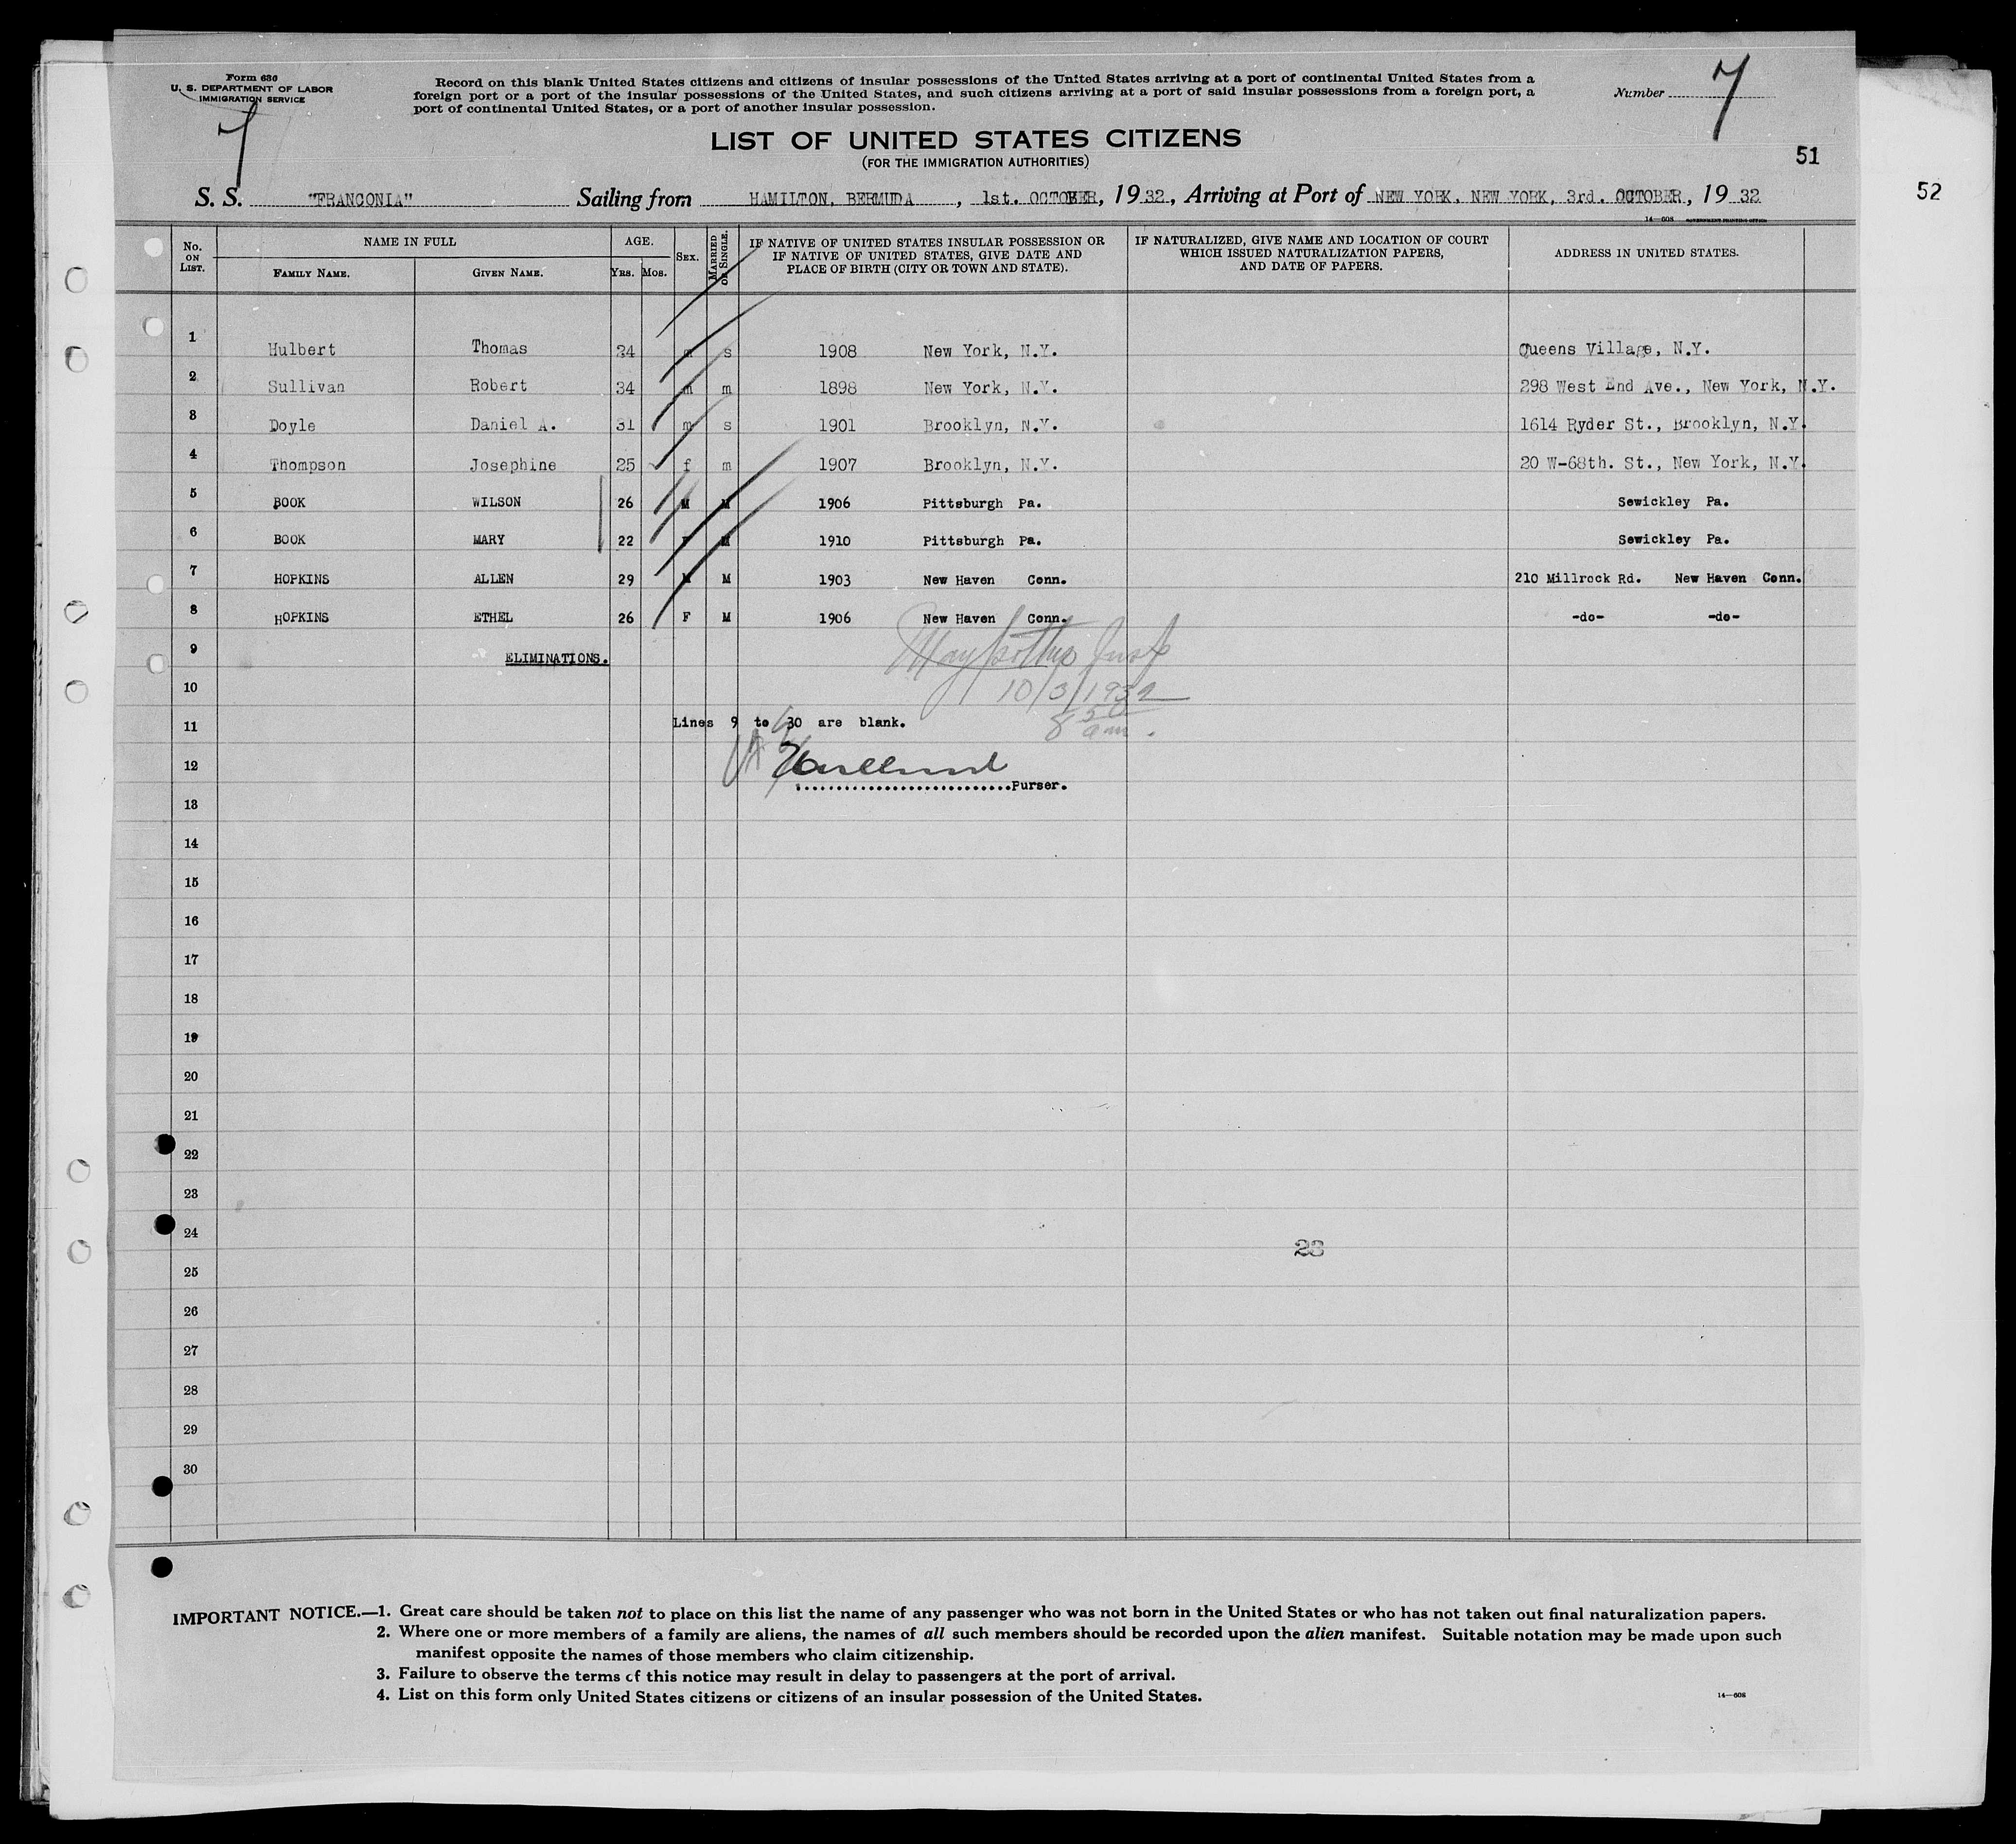 Form 636
U. S. DEPARTMENT OF LABOR
IMMIGRATION SERVICE
Record on this blank United States citizens and citizens of insular possessions of the United States arriving at a port of continental United States from a
foreign port or a port of the insular possessions of the United States, and such citizens arriving at a port of said insular possessions from a foreign port, a
port of continental United States, or a port of another insular possession.
Number 7
7
LIST OF UNITED STATES CITIZENS
(FOR THE IMMIGRATION AUTHORITIES)
51
52
S. S. "FRANCONIA" Sailing from HAMILTON, BERMUDA, 1st. OCTOBER, 1932, Arriving at Port of NEW YORK, NEW YORK, 3rd. OCTOBER, 1932
14—608 GOVERNMENT PRINTING OFFICE
No. ON LIST. NAME IN FULL FAMILY NAME. GIVEN NAME. AGE. YRS. MOS. SEX. MARRIED OR SINGLE. IF NATIVE OF UNITED STATES INSULAR POSSESSION OR IF NATIVE OF UNITED STATES, GIVE DATE AND PLACE OF BIRTH (CITY OR TOWN AND STATE). IF NATURALIZED, GIVE NAME AND LOCATION OF COURT WHICH ISSUED NATURALIZATION PAPERS, AND DATE OF PAPERS. ADDRESS IN UNITED STATES.
1 Hulbert Thomas 24 m s 1908 New York, N.Y. Queens Village, N.Y.
2 Sullivan Robert 34 m m 1898 New York, N.Y. 298 West End Ave., New York, N.Y.
3 Doyle Daniel A. 31 m s 1901 Brooklyn, N.Y. 1614 Ryder St., Brooklyn, N.Y.
4 Thompson Josephine 25 f m 1907 Brooklyn, N.Y. 20 W-68th. St., New York, N.Y.
5 BOOK WILSON 26 M M 1906 Pittsburgh Pa. Sewickley Pa.
6 BOOK MARY 22 F M 1910 Pittsburgh Pa. Sewickley Pa.
7 HOPKINS ALLEN 29 M M 1903 New Haven Conn. 210 Millrock Rd. New Haven Conn.
8 HOPKINS ETHEL 26 F M 1906 New Haven Conn. -do- -do-
9 ELIMINATIONS.
10 10/3/1932
11 Lines 9 to 30 are blank. 8 50 am.
12
Purser.
13
14
15
16
17
18
19
20
21
22
23
24
28
25
26
27
28
29
30
IMPORTANT NOTICE.—1. Great care should be taken not to place on this list the name of any passenger who was not born in the United States or who has not taken out final naturalization papers.
2. Where one or more members of a family are aliens, the names of all such members should be recorded upon the alien manifest. Suitable notation may be made upon such
manifest opposite the names of those members who claim citizenship.
3. Failure to observe the terms of this notice may result in delay to passengers at the port of arrival.
4. List on this form only United States citizens or citizens of an insular possession of the United States.
14—608